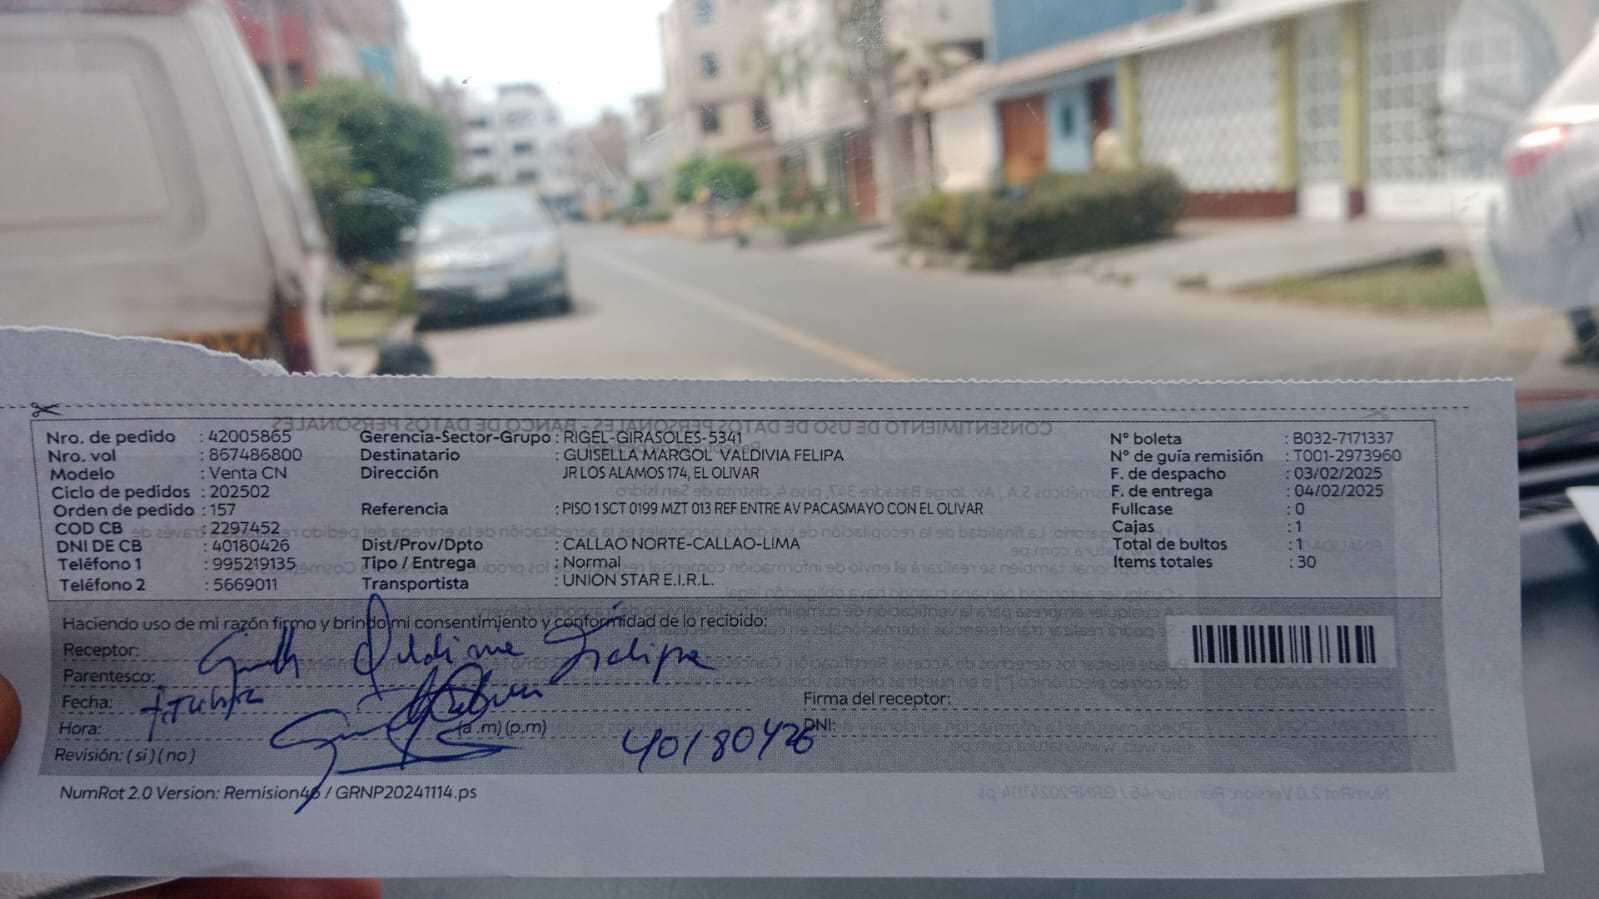 Nro. de pedido : 42005865 Gerencia-Sector-Grupo : RIGEL-GIRASOLES-5341 N° boleta : B032-7171337
Nro. vol : 867486800 Destinatario : GUISELLA MARGOL VALDIVIA FELIPA N° de guía remisión : T001-2973960
Modelo : Venta CN Dirección JR LOS ALAMOS 174, EL OLIVAR F. de despacho : 03/02/2025
Ciclo de pedidos : 202502 F. de entrega : 04/02/2025
Orden de pedido : 157 Referencia : PISO 1 SCT 0199 MZT 013 REF ENTRE AV PACASMAYO CON EL OLIVAR Fullcase : 0
COD CB : 2297452 Cajas : 1
DNI DE CB : 40180426 Dist/Prov/Dpto : CALLAO NORTE-CALLAO-LIMA Total de bultos : 1
Teléfono 1 : 995219135 Tipo / Entrega : Normal Items totales : 30
Teléfono 2 : 5669011 Transportista : UNION STAR E.I.R.L.
Haciendo uso de mi razón firmo y brindo mi consentimiento y conformidad de lo recibido:
Receptor:
Parentesco:
Fecha: Firma del receptor:
Hora: (a .m) (p.m) DNI: 40180426
Revisión: ( si ) ( no )
NumRot 2.0 Version: Remision46 / GRNP20241114.ps